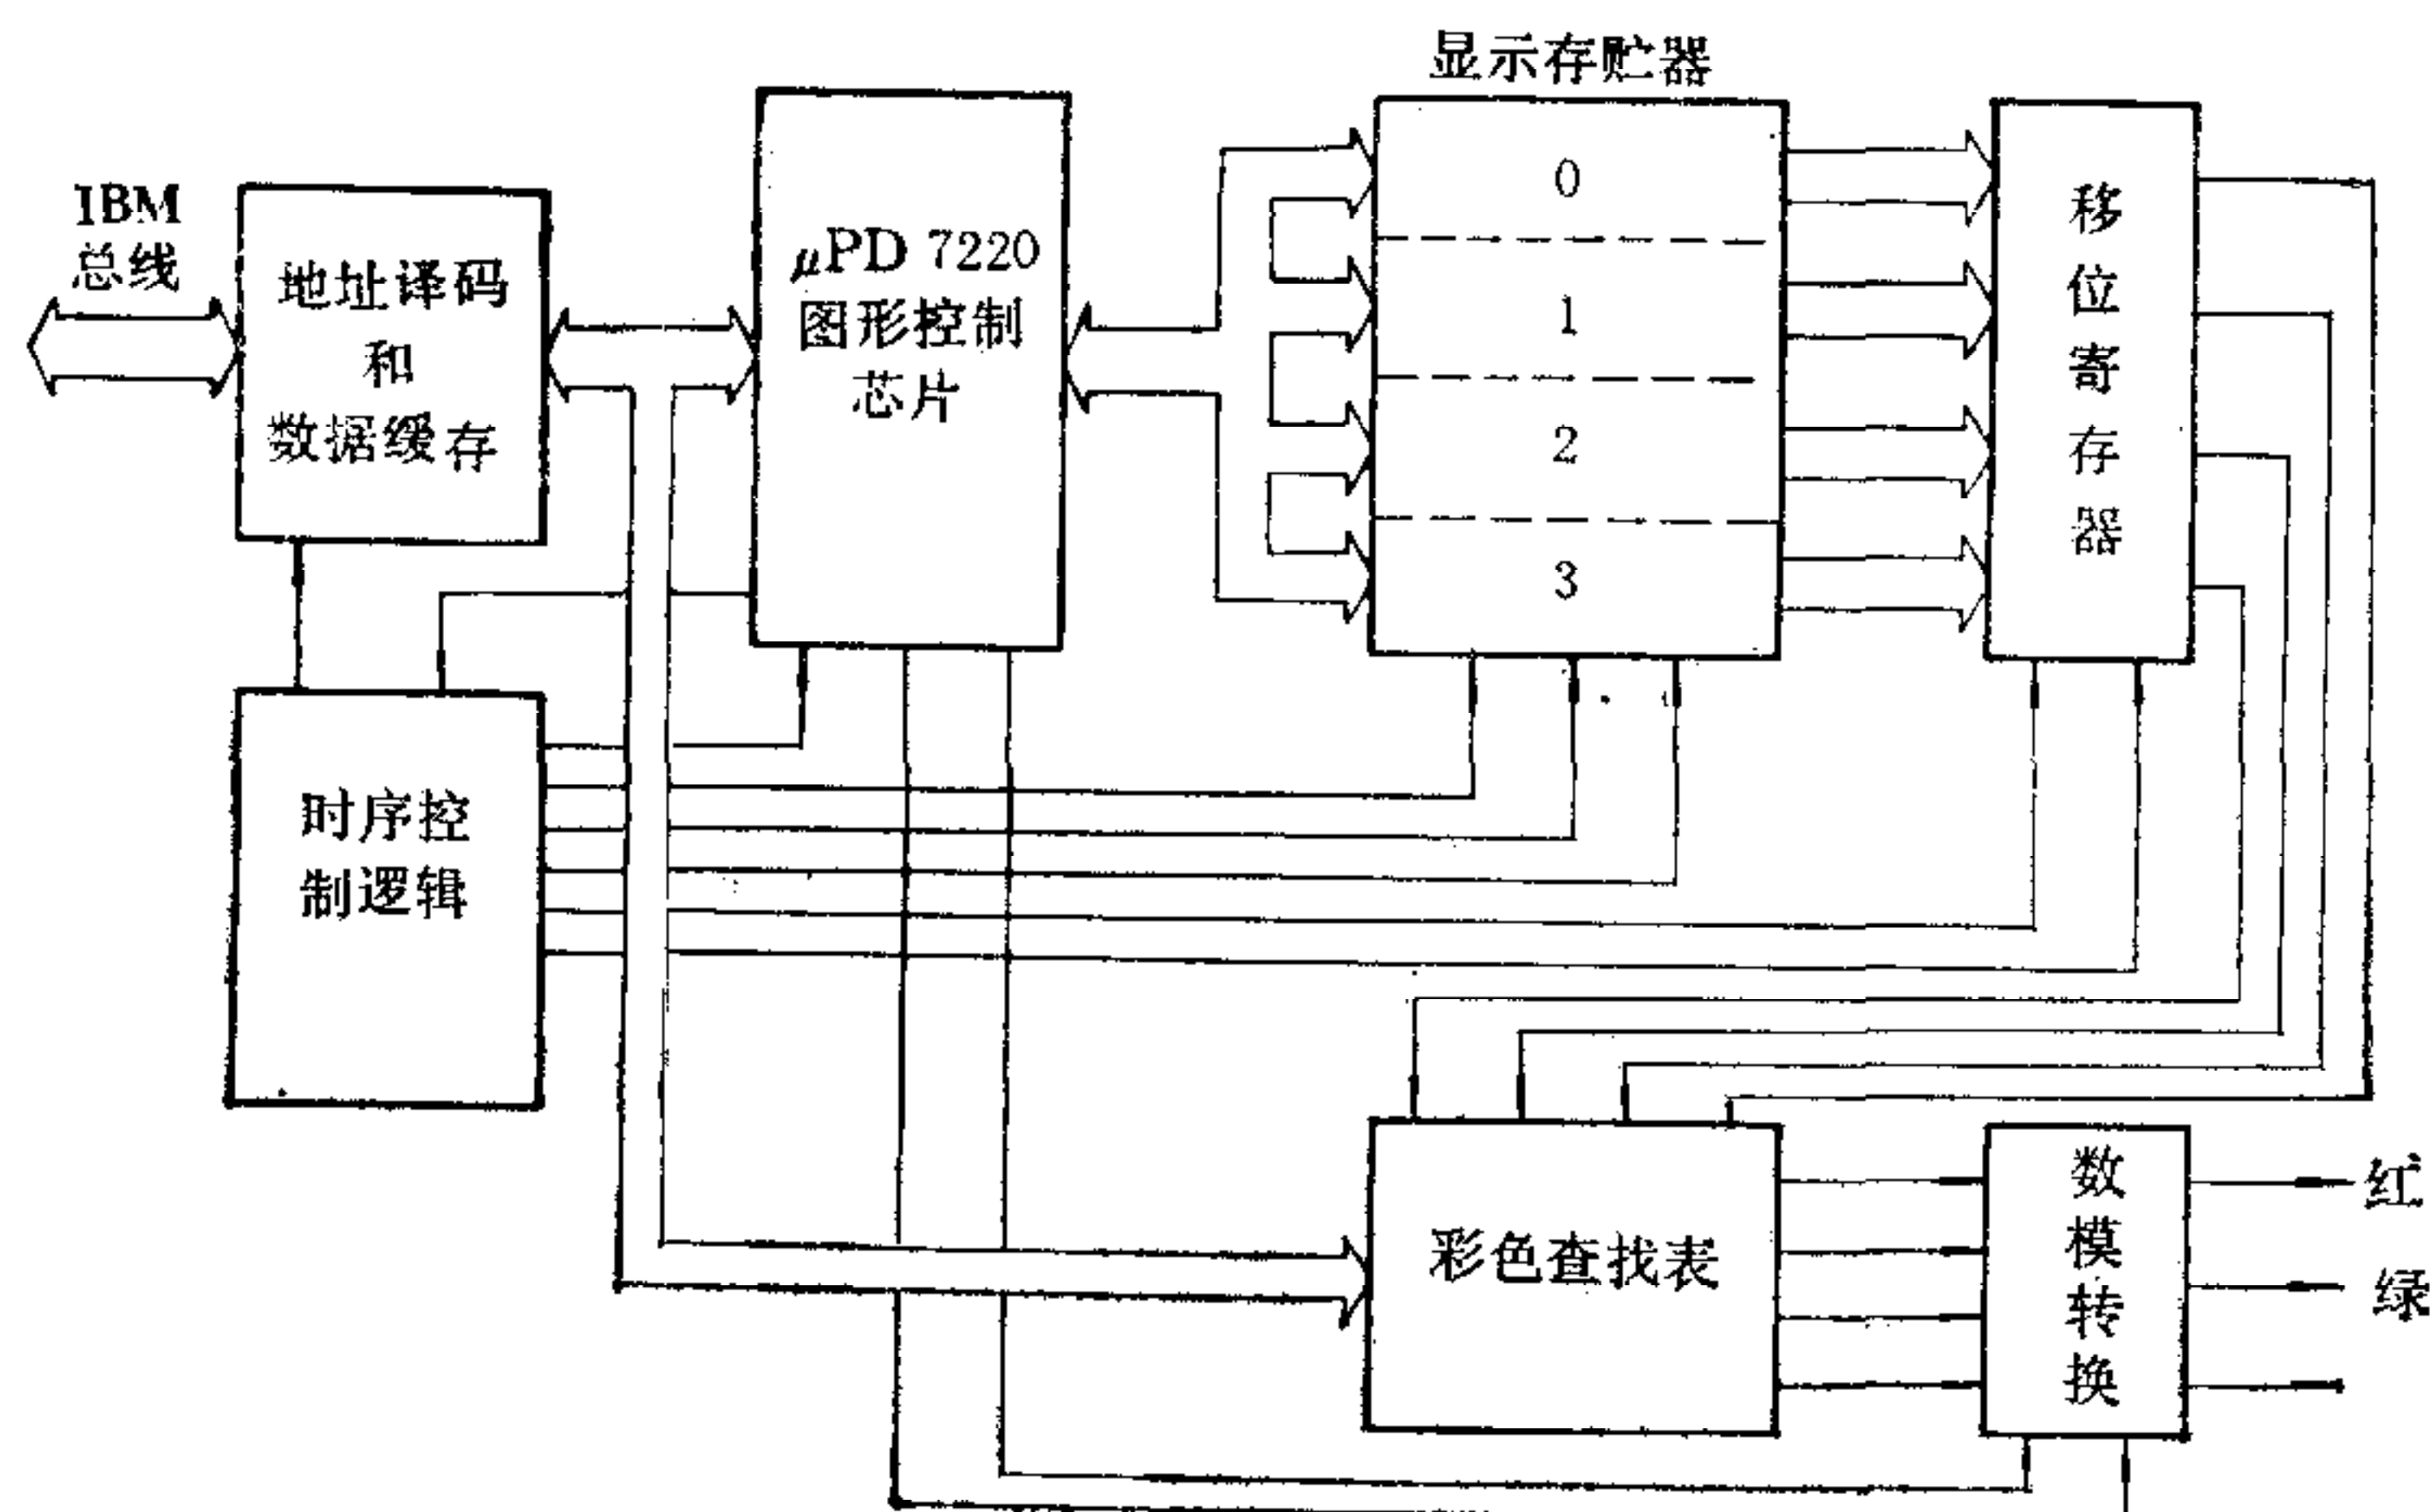 显示存贮器
IBM
总线
地址译码
和
数据缓存
μPD 7220
图形控制
芯片
0
1
2
3
移
位
寄
存
器
时序控
制逻辑
彩色查找表
数
模
转
换
红
绿